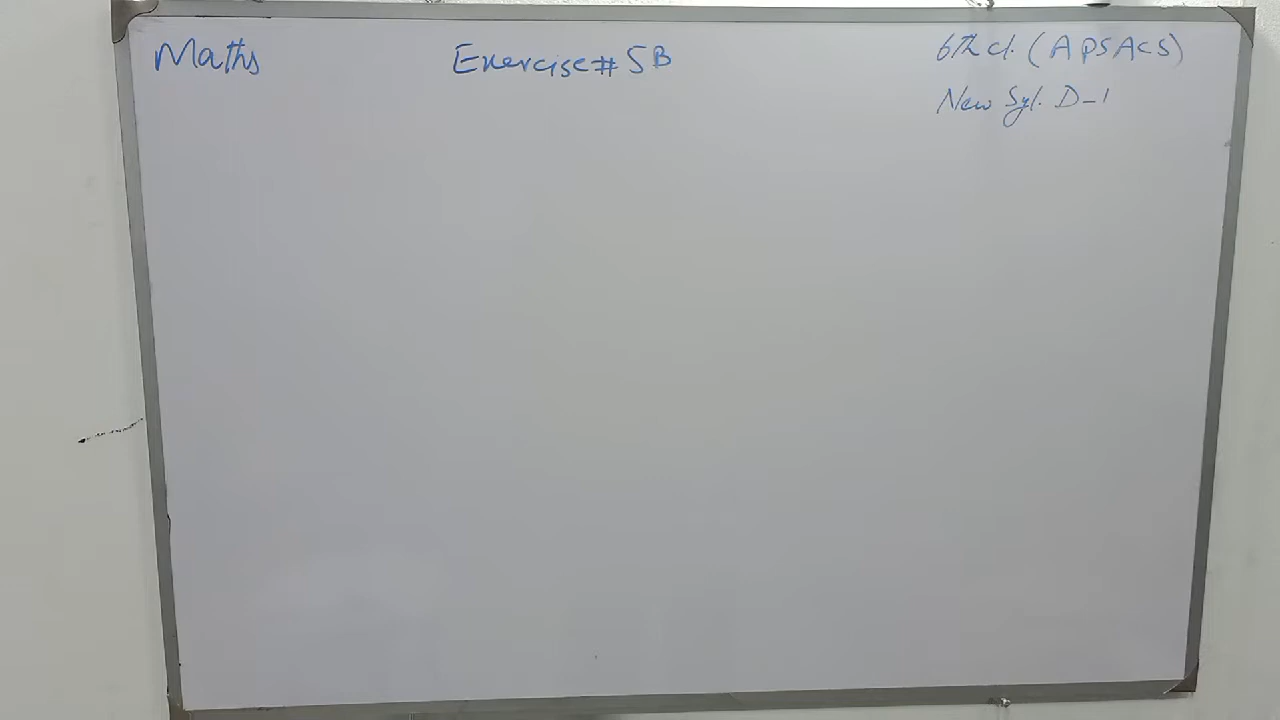 Maths Exercise # 5B 6th cl. (APSACS)
New Syl. D-1